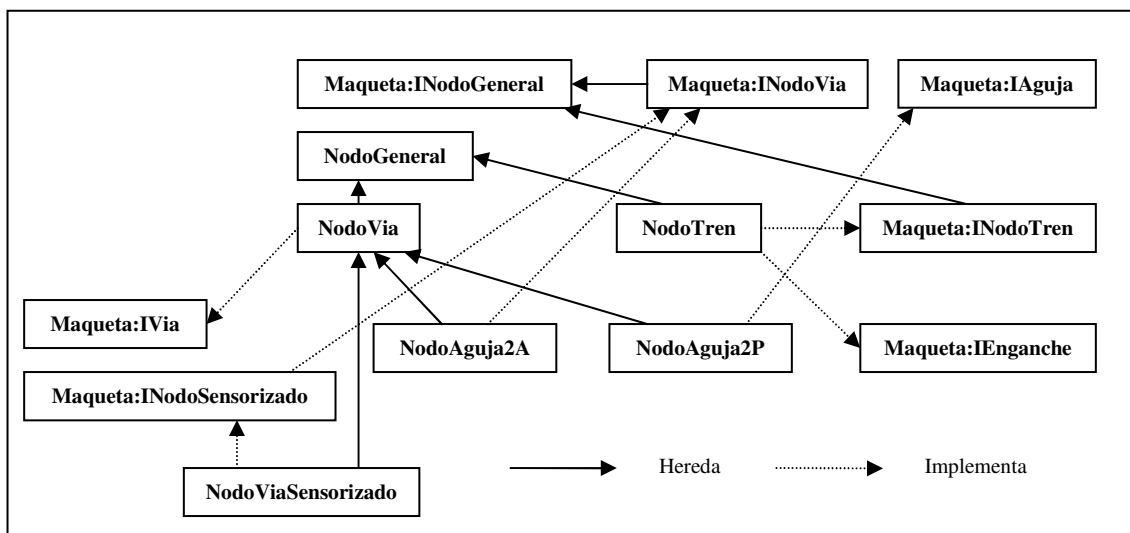 Maqueta:INodoGeneral
Maqueta:INodoVia
Maqueta:IAguja
NodoGeneral
NodoVia
NodoTren
Maqueta:INodoTren
Maqueta:IVia
NodoAguja2A
NodoAguja2P
Maqueta:IEnganche
Maqueta:INodoSensorizado
Hereda
Implementa
NodoViaSensorizado